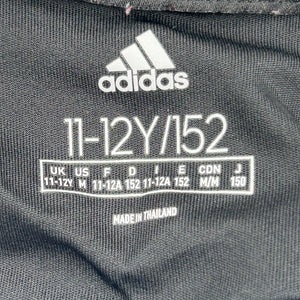 adidas
11-12Y/152
UK US F D I E CDN J
11-12Y M 11-12A 152 11-12A 152 M/M 150
MADE IN THAILAND